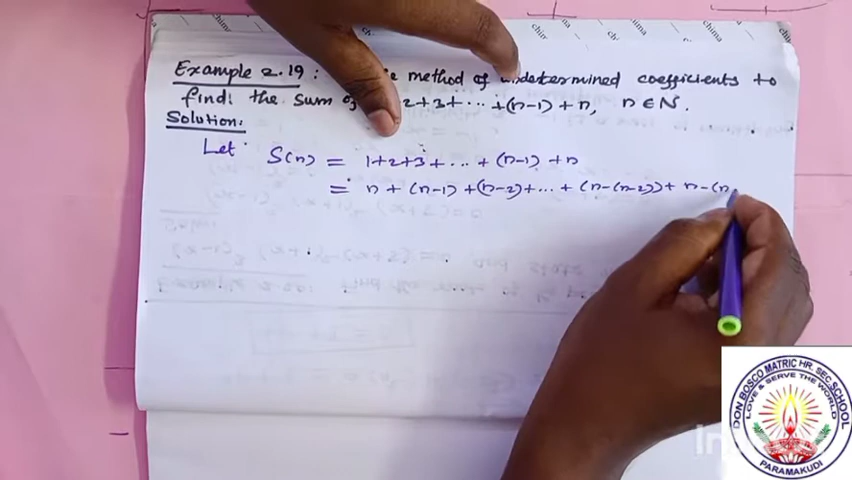 Example 2.19 : method of undetermined coefficients to
find the sum of 2+3+ ... +(n-1) + n, n ∈ N.
Solution:
Let S(n) = 1+2+3+ ... + (n-1) + n
= n + (n-1) + (n-2) + ... + (n-(n-2)) + n-(n
DON BOSCO MATRIC HR. SEC. SCHOOL
LOVE & SERVE THE WORLD
PARAMAKUDI